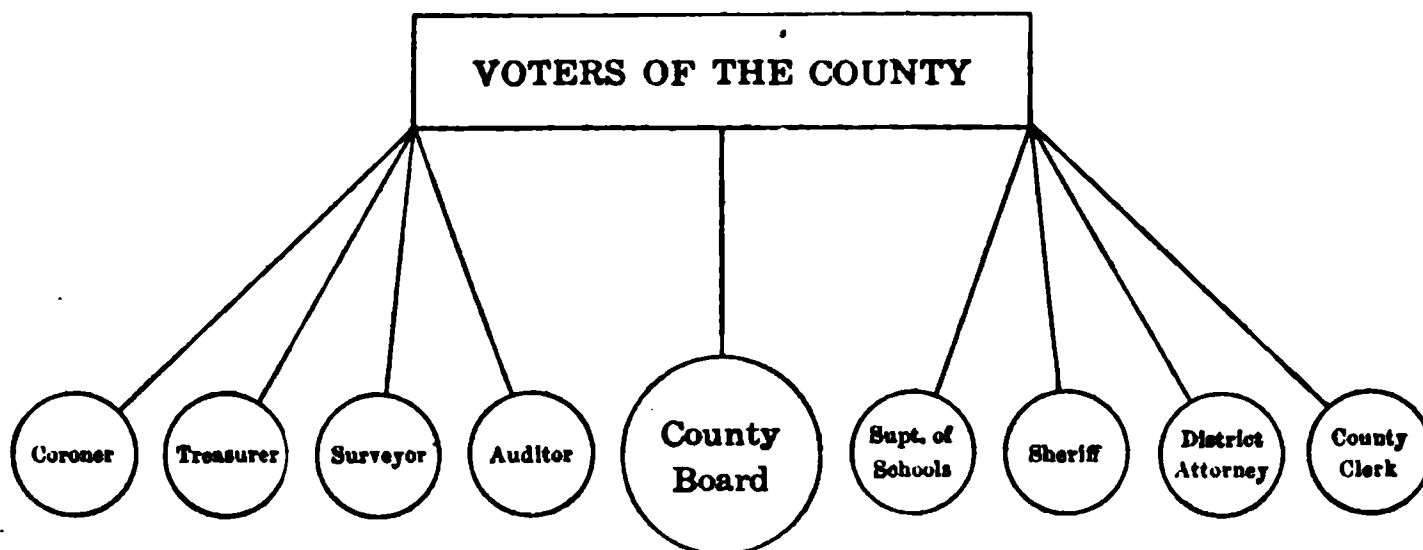 VOTERS OF THE COUNTY
Coroner
Treasurer
Surveyor
Auditor
County
Board
Supt. of
Schools
Sheriff
District
Attorney
County
Clerk